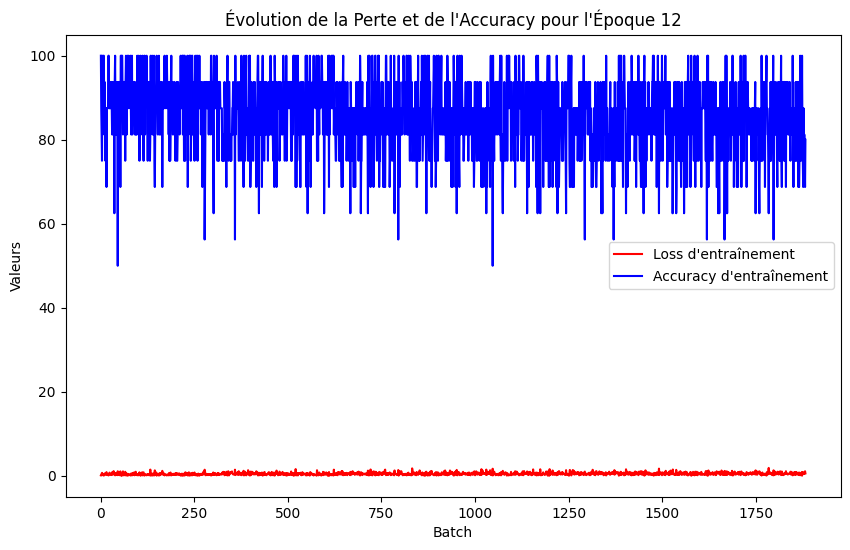 Évolution de la Perte et de l'Accuracy pour l'Époque 12
Valeurs
100
80
60
40
20
0
Loss d'entraînement
Accuracy d'entraînement
0 250 500 750 1000 1250 1500 1750
Batch